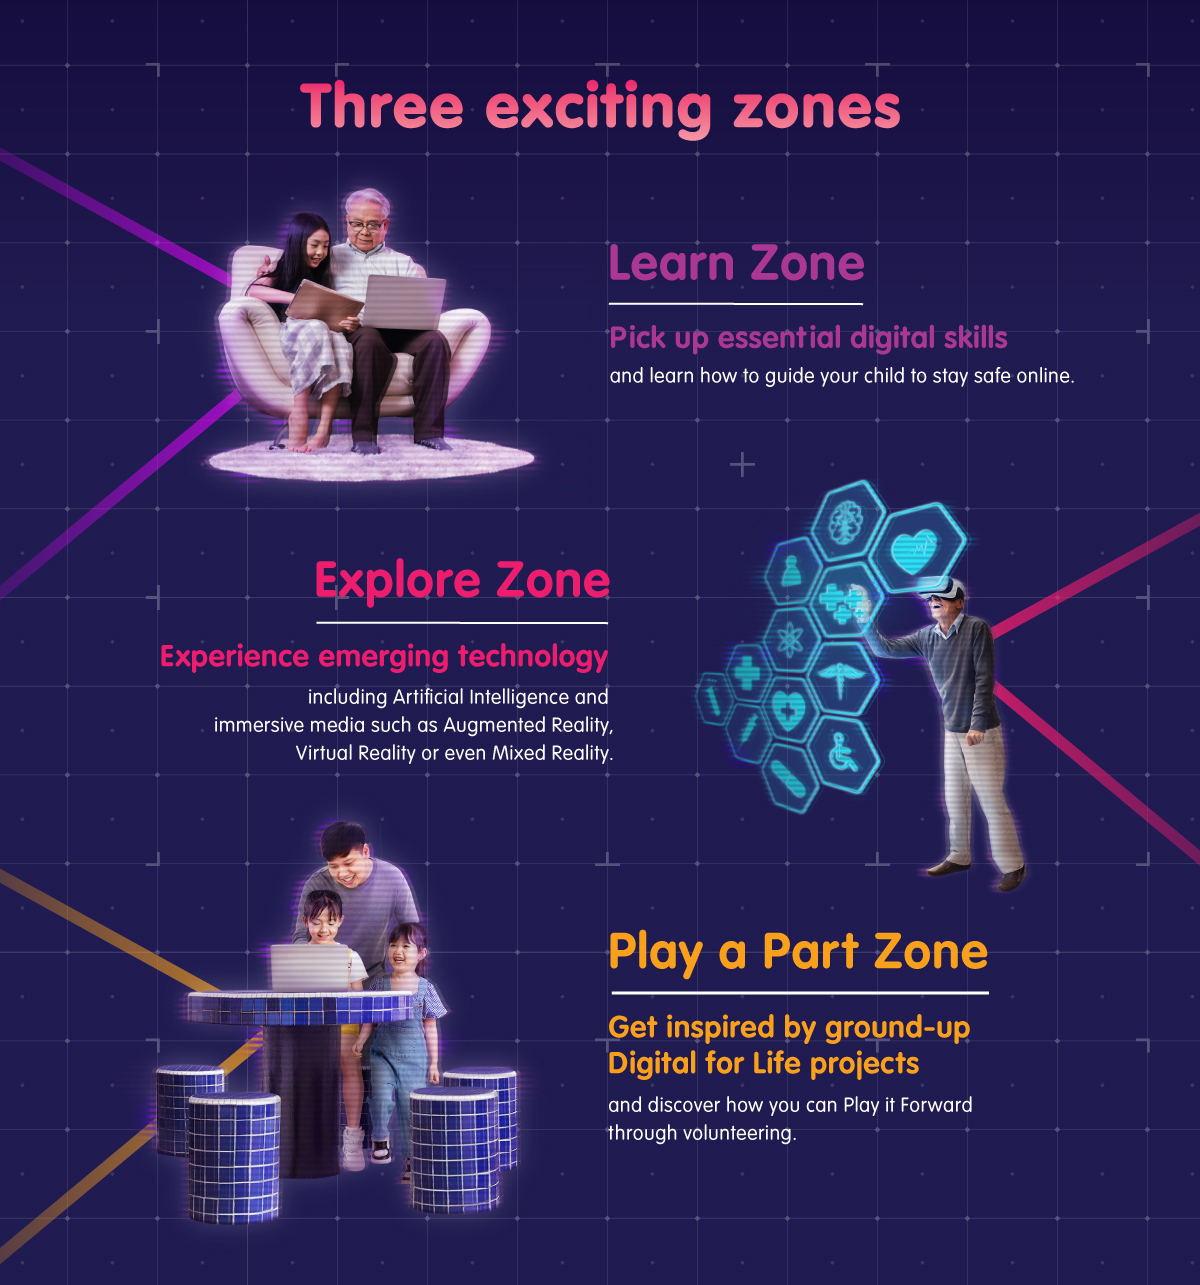 Three exciting zones
Learn Zone
Pick up essential digital skills
and learn how to guide your child to stay safe online.
Explore Zone
Experience emerging technology
including Artificial Intelligence and
immersive media such as Augmented Reality,
Virtual Reality or even Mixed Reality.
Play a Part Zone
Get inspired by ground-up
Digital for Life projects
and discover how you can Play it Forward
through volunteering.